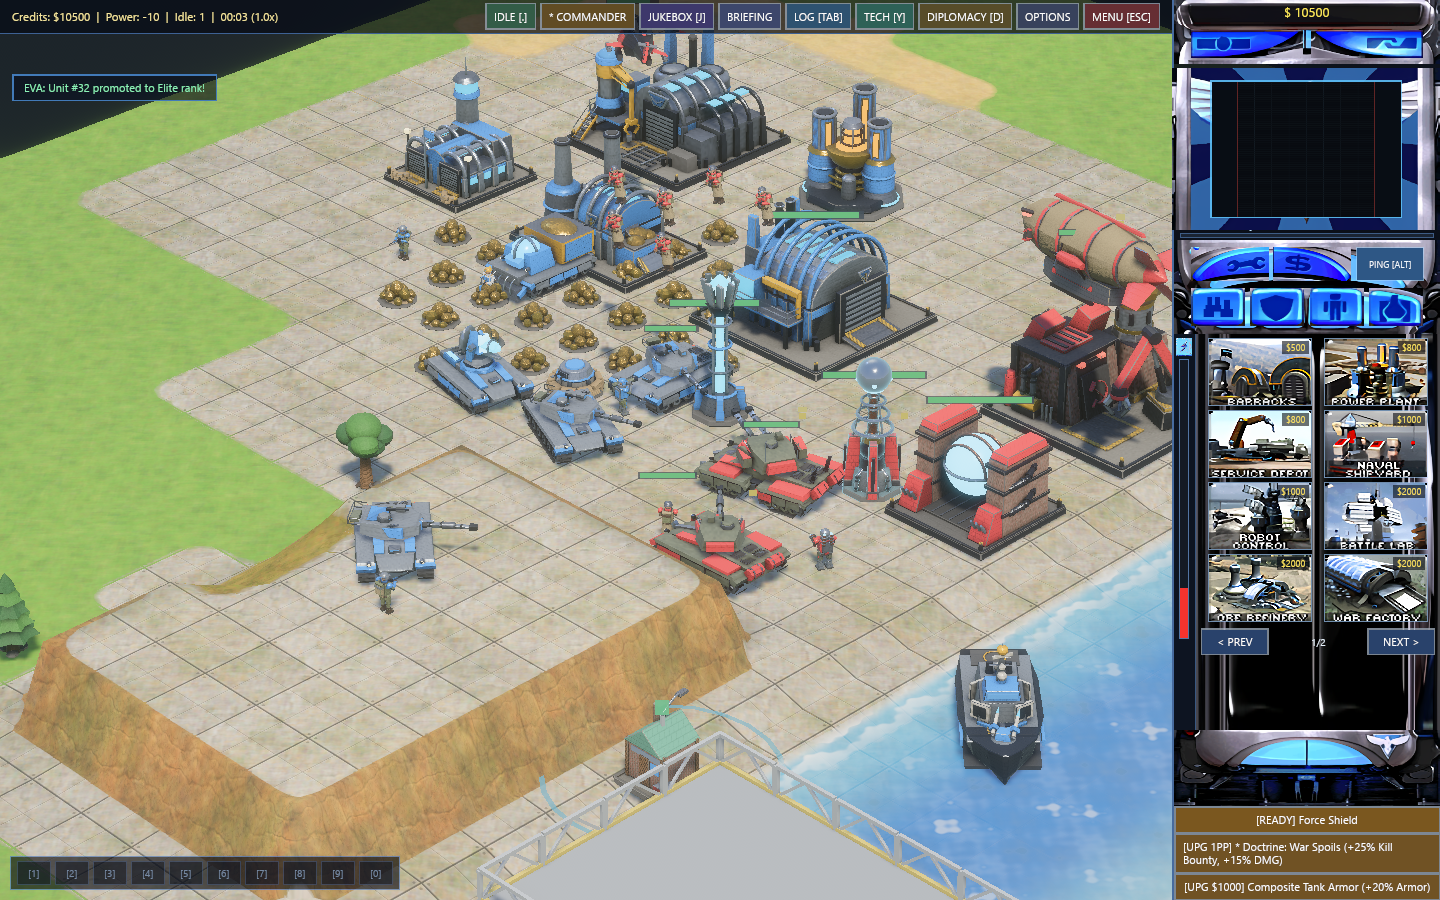 Credits: $10500 | Power: -10 | Idle: 1 | 00:03 (1.0x)
IDLE [,]
* COMMANDER
JUKEBOX [J]
BRIEFING
LOG [TAB]
TECH [Y]
DIPLOMACY [D]
OPTIONS
MENU [ESC]
$ 10500
EVA: Unit #32 promoted to Elite rank!
PING [ALT]
$500
BARRACKS
$800
POWER PLANT
$800
SERVICE DEPOT
$1000
NAVAL
SHIPYARD
$1000
ROBOT
CONTROL
$2000
BATTLE LAB
$2000
ORE REFINERY
$2000
WAR FACTORY
< PREV
1/2
NEXT >
[READY] Force Shield
[UPG 1PP] * Doctrine: War Spoils (+25% Kill
Bounty, +15% DMG)
[UPG $1000] Composite Tank Armor (+20% Armor)
[1]
[2]
[3]
[4]
[5]
[6]
[7]
[8]
[9]
[0]